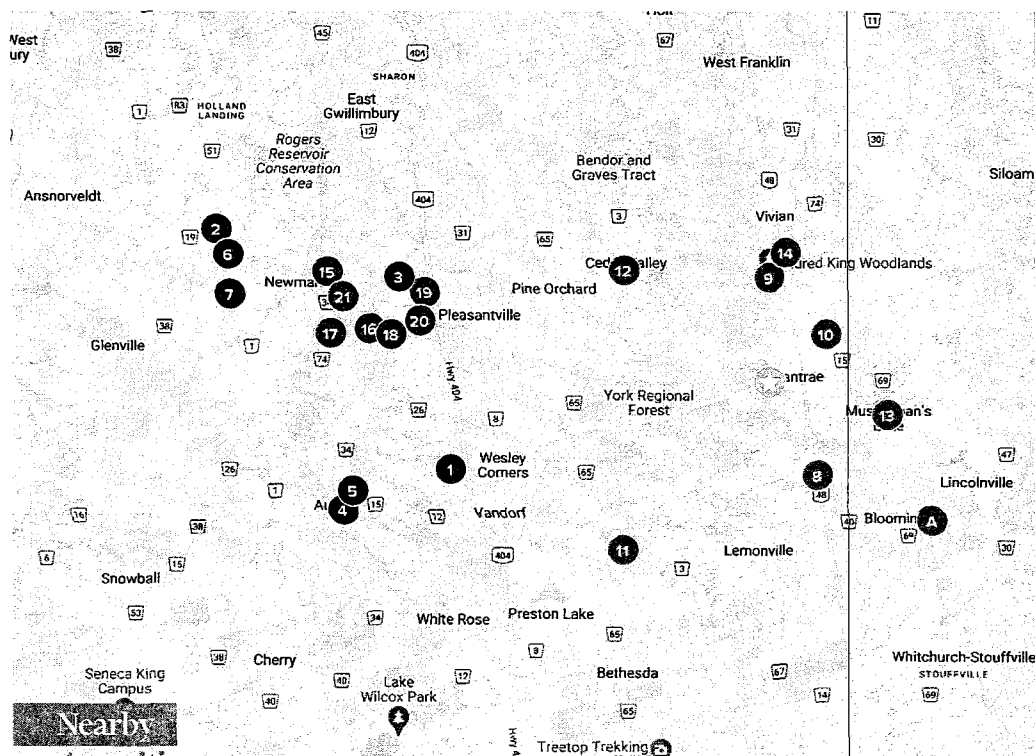 West
38
45
404
67
11
West Franklin
SHARON
East
Gwillimbury
1
83
HOLLAND
LANDING
12
31
30
51
Rogers
Reservoir
Conservation
Area
Bendor and
Graves Tract
Siloam
Ansnorveldt
404
48
74
3
Vivian
2
19
31
65
6
15
Cedar Valley
12
14
9
7
21
3
19
Pine Orchard
17
16
18
20
Pleasantville
38
Glenville
1
74
10
15
HWY 404
69
26
8
65
York Regional
Forest
13
34
1
Wesley
Corners
47
26
1
65
8
48
Lincolnville
5
4
15
12
Vandorf
16
38
A
69
30
6
15
404
11
3
Lemonville
Snowball
53
34
White Rose
Preston Lake
65
38
Cherry
9
Bethesda
67
Whitchurch-Stouffville
STOUFFVILLE
Seneca King
Campus
40
40
Lake
Wilcox Park
12
65
14
69
Nearby
Treetop Trekking